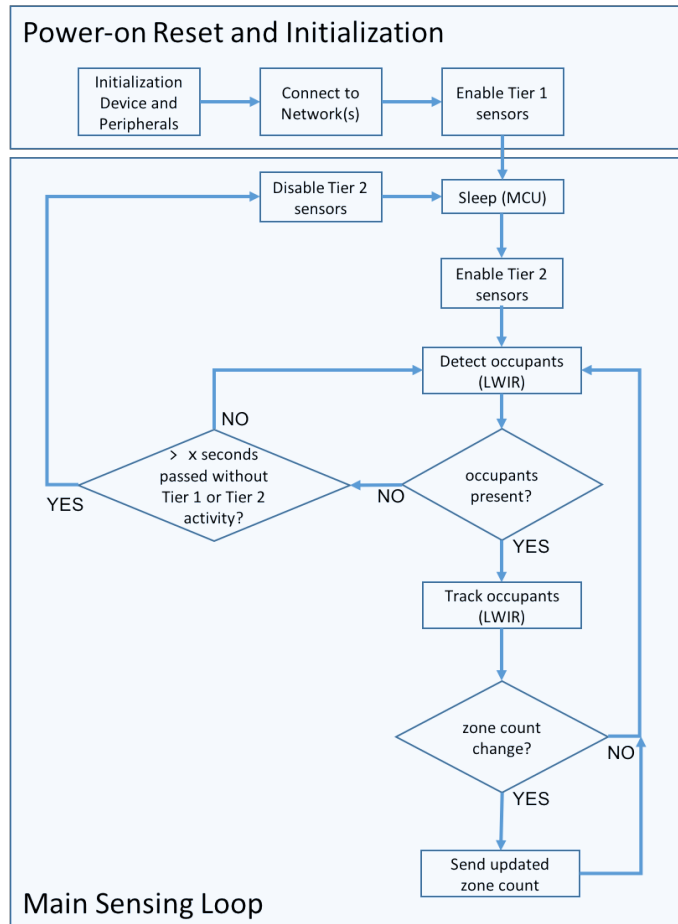 Power-on Reset and Initialization
Initialization
Device and
Peripherals
Connect to
Network(s)
Enable Tier 1
sensors
Disable Tier 2
sensors
Sleep (MCU)
Enable Tier 2
sensors
Detect occupants
(LWIR)
NO
> x seconds
passed without
Tier 1 or Tier 2
activity?
YES
occupants
present?
NO
YES
Track occupants
(LWIR)
zone count
change?
NO
YES
Send updated
zone count
Main Sensing Loop